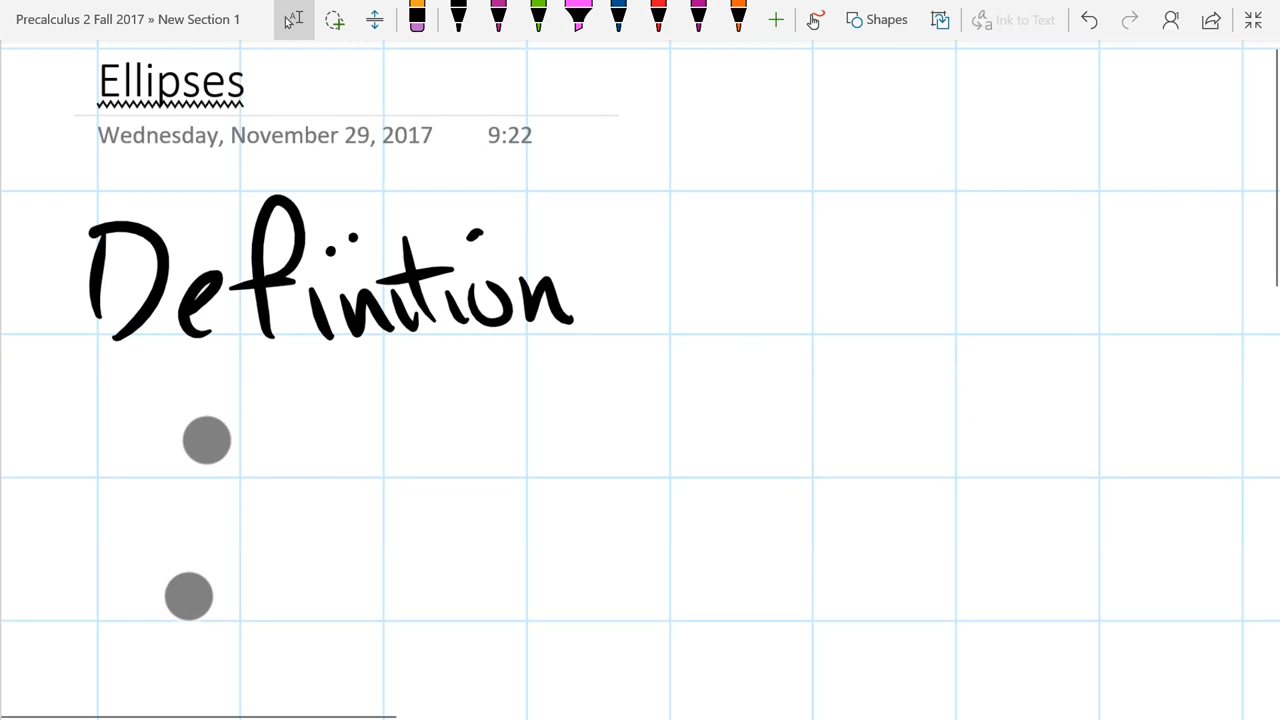 Precalculus 2 Fall 2017 » New Section 1
Shapes
Ink to Text
Ellipses
Wednesday, November 29, 2017 9:22
Definition